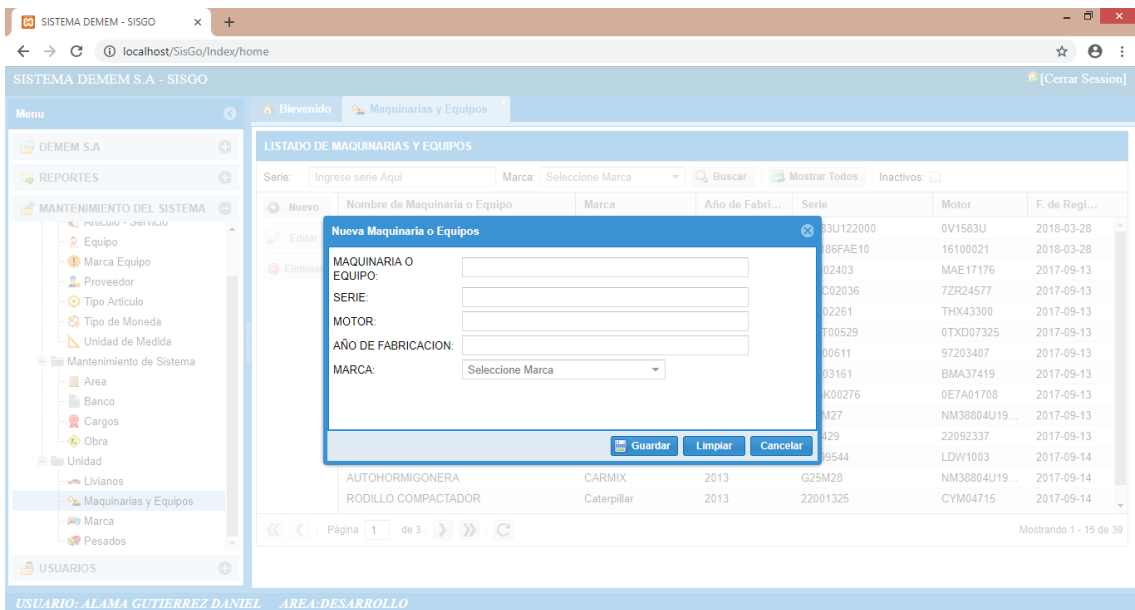 SISTEMA DEMEM - SISGO
localhost/SisGo/Index/home
SISTEMA DEMEM S.A - SISGO
[Cerrar Session]
Menu
Bievenido
Maquinarias y Equipos
DEMEM S.A
REPORTES
MANTENIMIENTO DEL SISTEMA
Articulo - Servicio
Equipo
Marca Equipo
Proveedor
Tipo Articulo
Tipo de Moneda
Unidad de Medida
Mantenimiento de Sistema
Area
Banco
Cargos
Obra
Unidad
Livianos
Maquinarias y Equipos
Marca
Pesados
USUARIOS
LISTADO DE MAQUINARIAS Y EQUIPOS
Serie: Ingrese serie Aqui Marca: Seleccione Marca Buscar Mostrar Todos Inactivos:
Nuevo
Editar
Eliminar
Nombre de Maquinaria o Equipo Marca Año de Fabri... Serie Motor F. de Regi...
33U122000 0V1583U 2018-03-28
86FAE10 16100021 2018-03-28
02403 MAE17176 2017-09-13
C02036 7ZR24577 2017-09-13
02261 THX43300 2017-09-13
T00529 0TXD07325 2017-09-13
00611 97203407 2017-09-13
03161 BMA37419 2017-09-13
K00276 0E7A01708 2017-09-13
M27 NM38804U19... 2017-09-13
429 22092337 2017-09-13
99544 LDW1003 2017-09-14
AUTOHORMIGONERA CARMIX 2013 G25M28 NM38804U19... 2017-09-14
RODILLO COMPACTADOR Caterpillar 2013 22001325 CYM04715 2017-09-14
Página 1 de 3
Mostrando 1 - 15 de 39
Nueva Maquinaria o Equipos
MAQUINARIA O
EQUIPO:
SERIE:
MOTOR:
AÑO DE FABRICACION:
MARCA: Seleccione Marca
Guardar Limpiar Cancelar
USUARIO: ALAMA GUTIERREZ DANIEL AREA:DESARROLLO